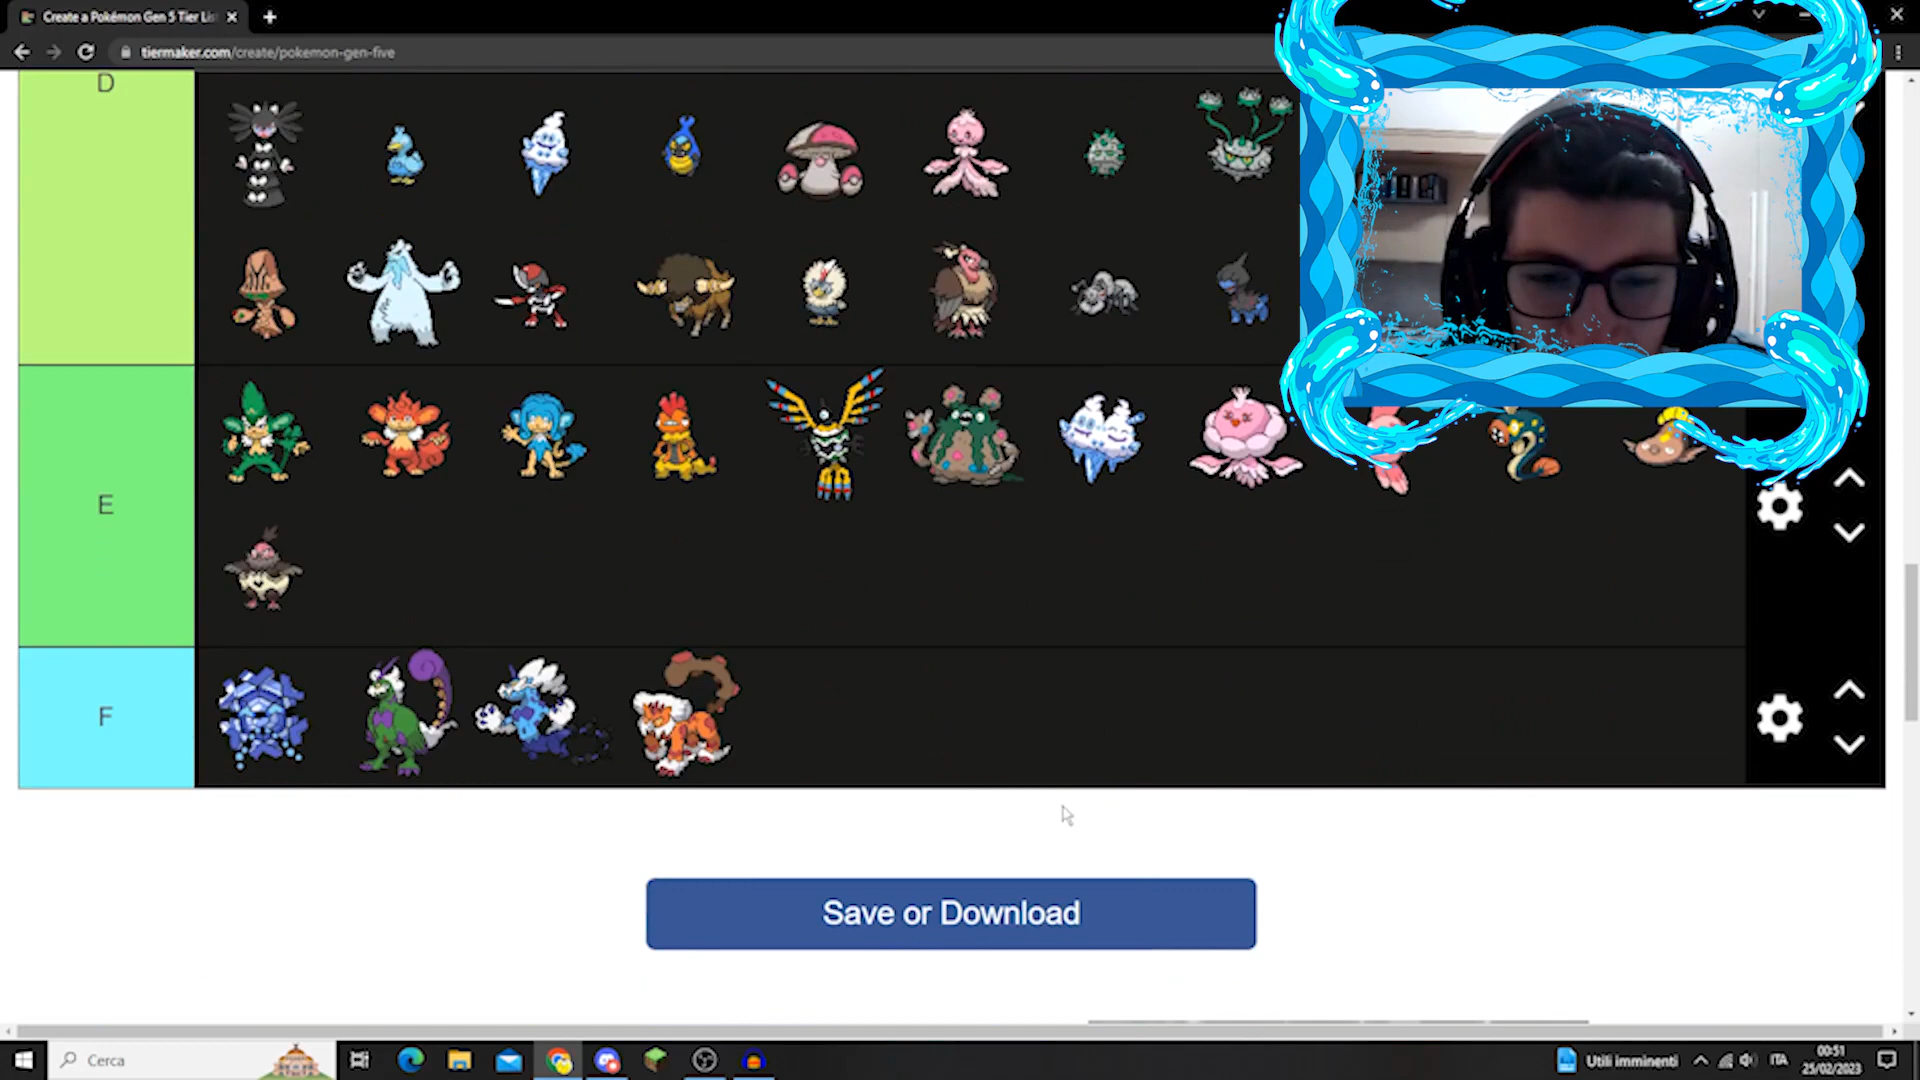 Create a Pokémon Gen 5 Tier Lis
tiermaker.com/create/pokemon-gen-five
D
E
F
Save or Download
Cerca
Utili imminenti
ITA
00:51
25/02/2023